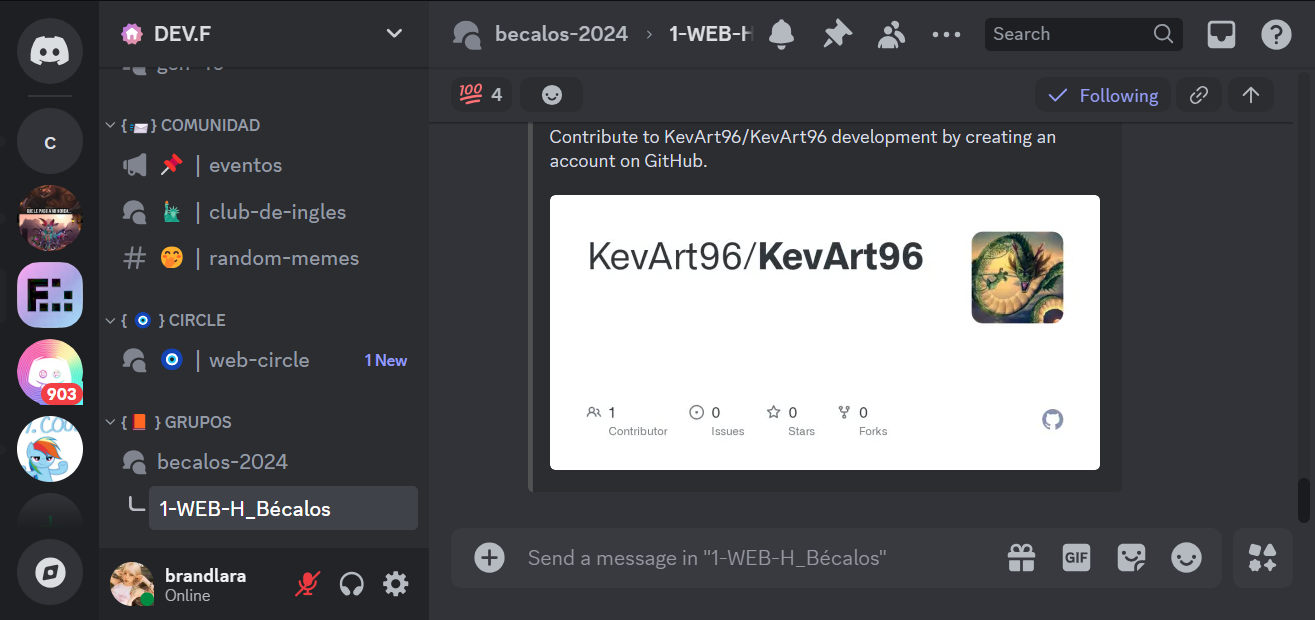 DEV.F
{📨} COMUNIDAD
📌 | eventos
🗽 | club-de-ingles
🤭 | random-memes
{ 🧿 } CIRCLE
🧿 | web-circle 1 New
{ 📙 } GRUPOS
becalos-2024
1-WEB-H_Bécalos
C
903
brandlara
Online
becalos-2024 › 1-WEB-H
Search
💯 4
Following
Contribute to KevArt96/KevArt96 development by creating an
account on GitHub.
KevArt96/KevArt96
1 0 0 0
Contributor Issues Stars Forks
Send a message in "1-WEB-H_Bécalos"
GIF